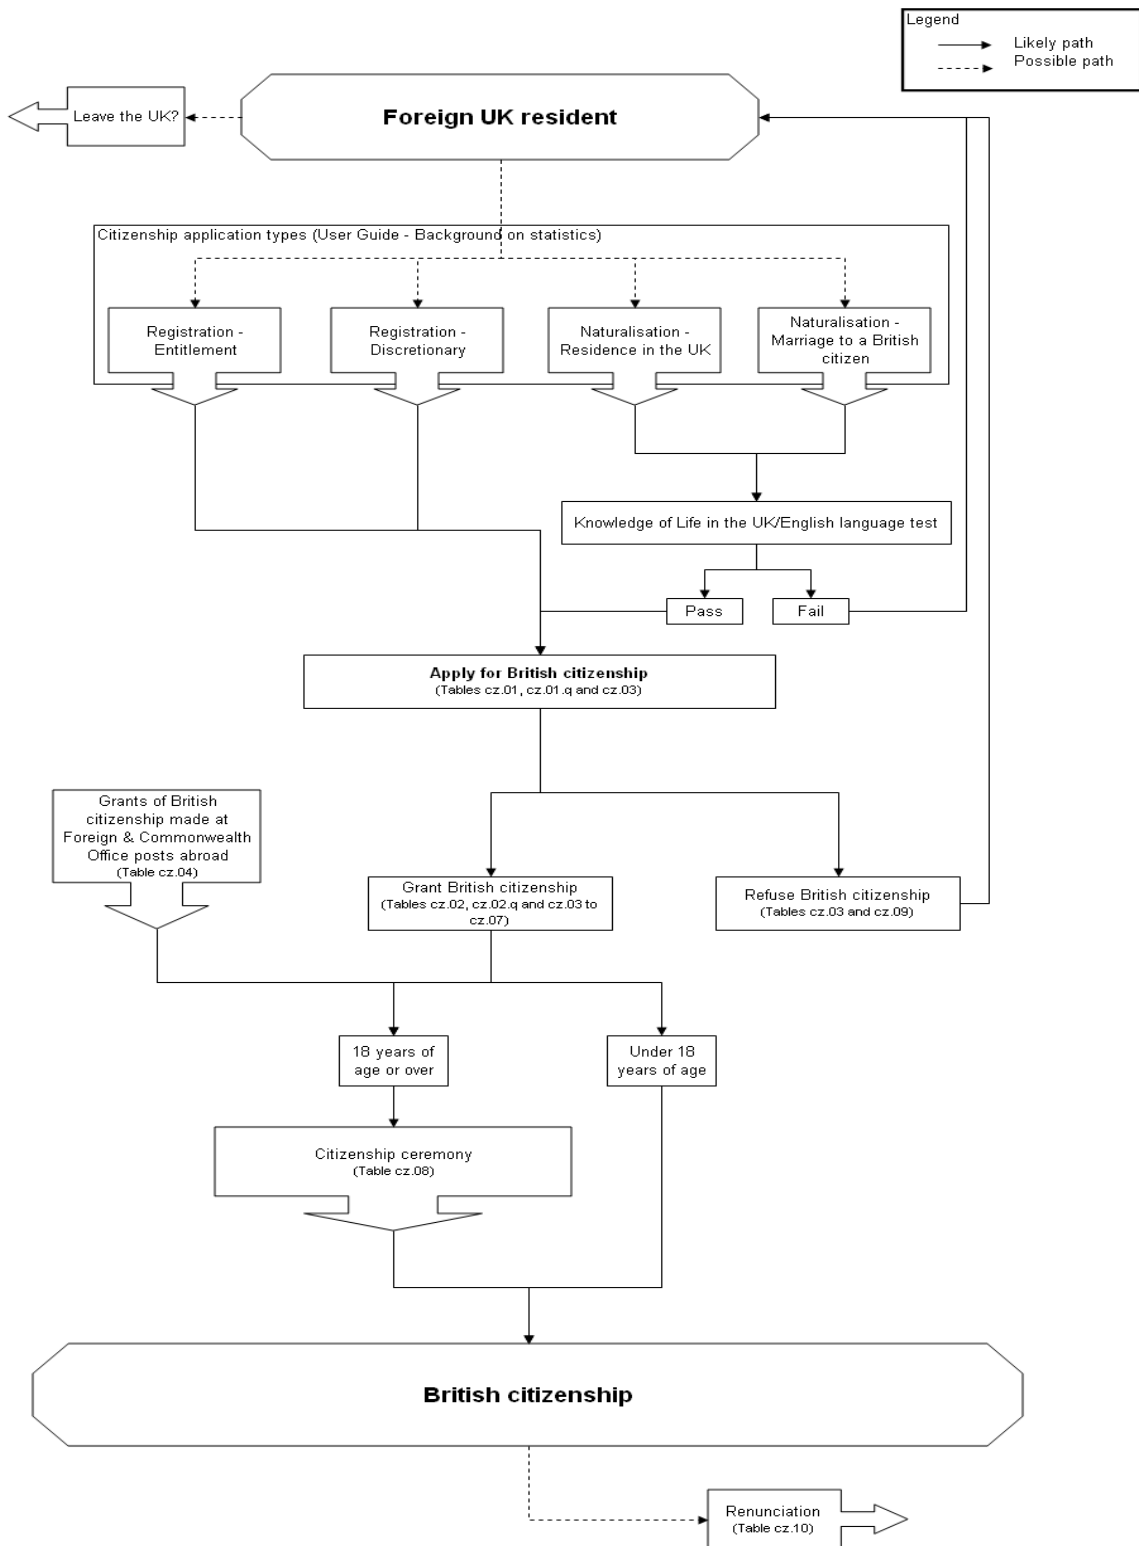 Legend
Likely path
Possible path
Leave the UK?
Foreign UK resident
Citizenship application types (User Guide - Background on statistics)
Registration -
Entitlement
Registration -
Discretionary
Naturalisation -
Residence in the UK
Naturalisation -
Marriage to a British
citizen
Knowledge of Life in the UK/English language test
Pass
Fail
Apply for British citizenship
(Tables cz.01, cz.01.q and cz.03)
Grants of British
citizenship made at
Foreign & Commonwealth
Office posts abroad
(Table cz.04)
Grant British citizenship
(Tables cz.02, cz.02.q and cz.03 to
cz.07)
Refuse British citizenship
(Tables cz.03 and cz.09)
18 years of
age or over
Under 18
years of age
Citizenship ceremony
(Table cz.08)
British citizenship
Renunciation
(Table cz.10)